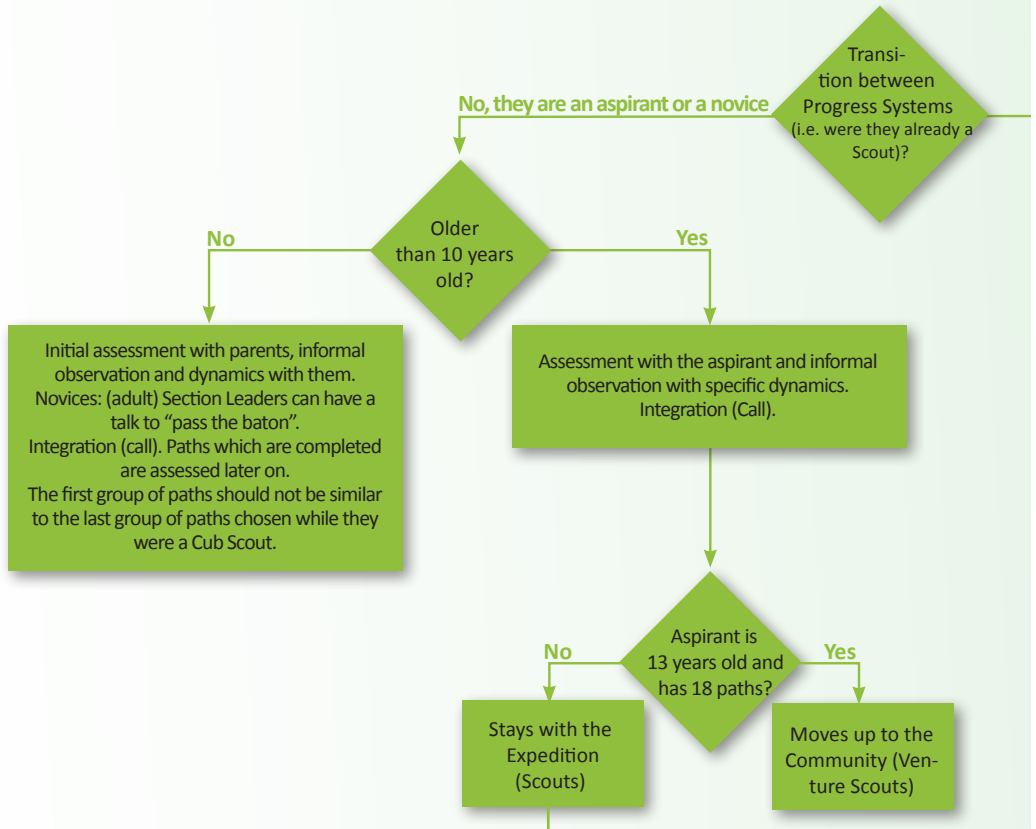 Transi-
tion between
Progress Systems
(i.e. were they already a
Scout)?
No, they are an aspirant or a novice
Older
than 10 years
old?
No
Yes
Initial assessment with parents, informal
observation and dynamics with them.
Novices: (adult) Section Leaders can have a
talk to “pass the baton”.
Integration (call). Paths which are completed
are assessed later on.
The first group of paths should not be similar
to the last group of paths chosen while they
were a Cub Scout.
Assessment with the aspirant and informal
observation with specific dynamics.
Integration (Call).
Aspirant is
13 years old and
has 18 paths?
No
Yes
Stays with the
Expedition
(Scouts)
Moves up to the
Community (Ven-
ture Scouts)